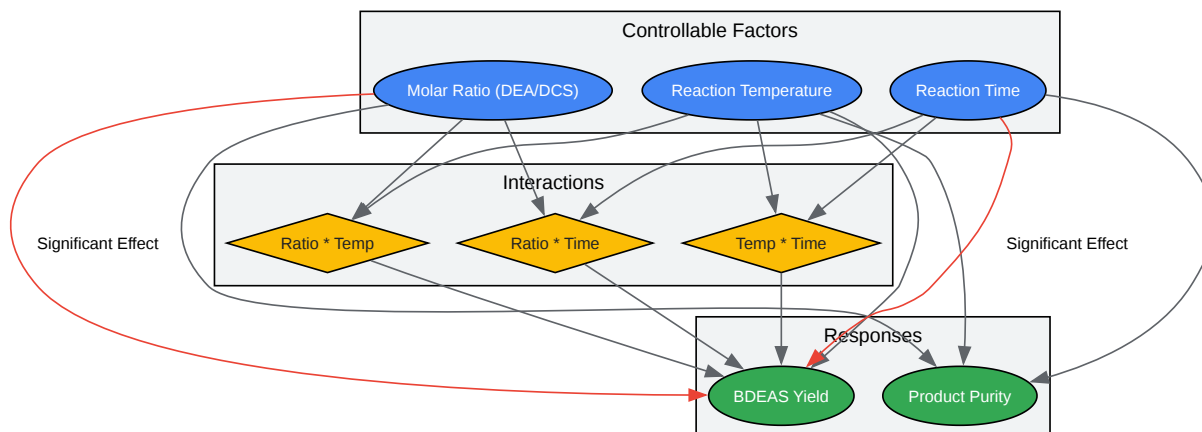 Controllable Factors
Molar Ratio (DEA/DCS)
Reaction Temperature
Reaction Time
Interactions
Ratio * Temp
Ratio * Time
Temp * Time
Significant Effect
Significant Effect
Responses
BDEAS Yield
Product Purity